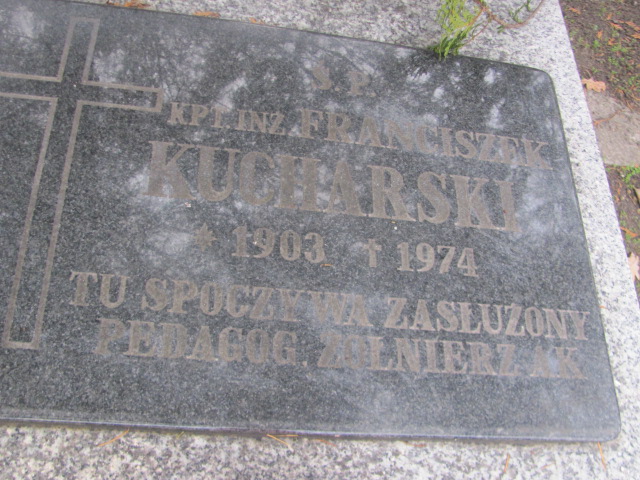 Ś. P.
KPT. INŻ FRANCISZEK
KUCHARSKI
* 1903 † 1974
TU SPOCZYWA ZASŁUŻONY
PEDAGOG. ŻOŁNIERZ AK